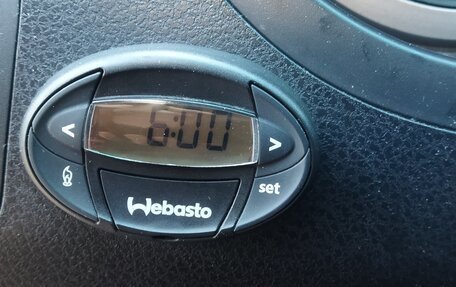 < 6:00 >
set
Webasto